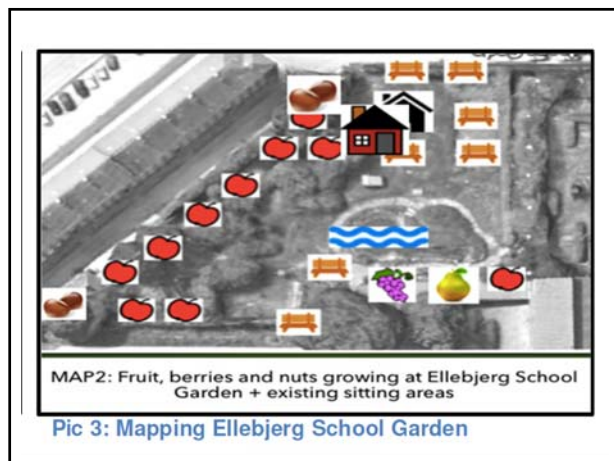 MAP2: Fruit, berries and nuts growing at Ellebjerg School
Garden + existing sitting areas
Pic 3: Mapping Ellebjerg School Garden